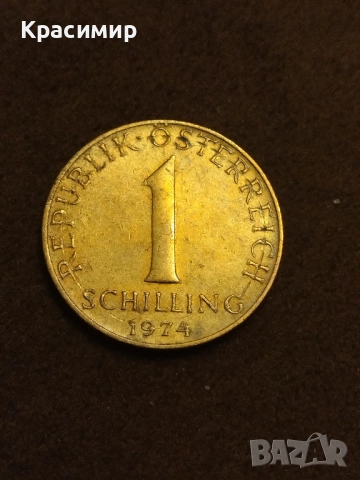 Красимир
REPUBLIK · ÖSTERREICH
1
SCHILLING
1974
BAZAR